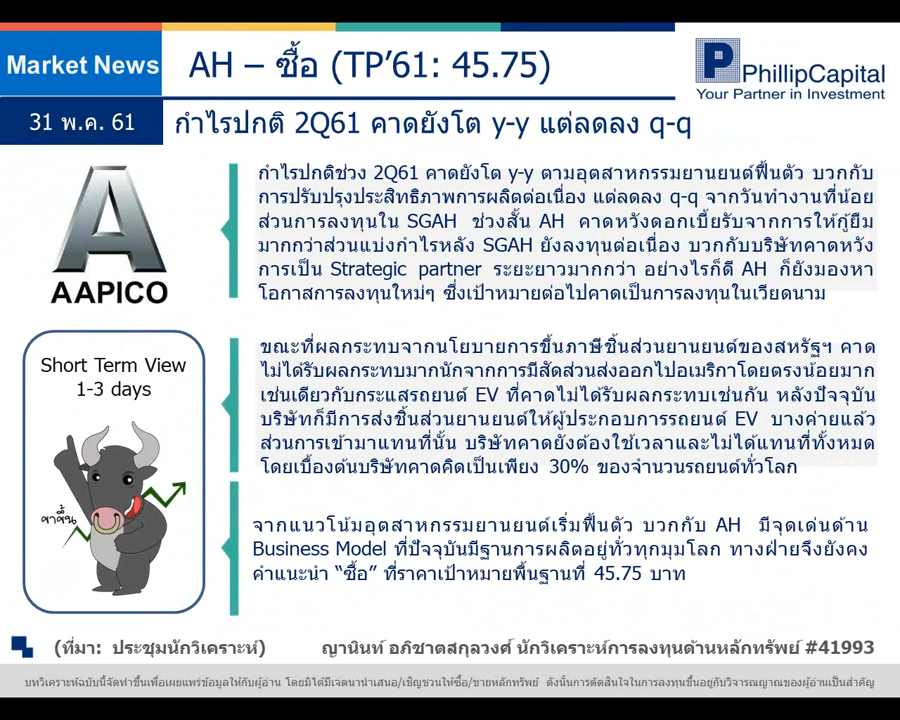 Market News
AH – ซื้อ (TP’61: 45.75)
PhillipCapital
Your Partner in Investment
31 พ.ค. 61
กำไรปกติ 2Q61 คาดยังโต y-y แต่ลดลง q-q
กำไรปกติช่วง 2Q61 คาดยังโต y-y ตามอุตสาหกรรมยานยนต์ฟื้นตัว บวกกับ
การปรับปรุงประสิทธิภาพการผลิตต่อเนื่อง แต่ลดลง q-q จากวันทำงานที่น้อย
ส่วนการลงทุนใน SGAH ช่วงสั้น AH คาดหวังดอกเบี้ยรับจากการให้กู้ยืม
มากกว่าส่วนแบ่งกำไรหลัง SGAH ยังลงทุนต่อเนื่อง บวกกับบริษัทคาดหวัง
การเป็น Strategic partner ระยะยาวมากกว่า อย่างไรก็ดี AH ก็ยังมองหา
โอกาสการลงทุนใหม่ๆ ซึ่งเป้าหมายต่อไปคาดเป็นการลงทุนในเวียดนาม
AAPICO
Short Term View
1-3 days
ขาขึ้น
ขณะที่ผลกระทบจากนโยบายการขึ้นภาษีชิ้นส่วนยานยนต์ของสหรัฐฯ คาด
ไม่ได้รับผลกระทบมากนักจากการมีสัดส่วนส่งออกไปอเมริกาโดยตรงน้อยมาก
เช่นเดียวกับกระแสรถยนต์ EV ที่คาดไม่ได้รับผลกระทบเช่นกัน หลังปัจจุบัน
บริษัทก็มีการส่งชิ้นส่วนยานยนต์ให้ผู้ประกอบการรถยนต์ EV บางค่ายแล้ว
ส่วนการเข้ามาแทนที่นั้น บริษัทคาดยังต้องใช้เวลาและไม่ได้แทนที่ทั้งหมด
โดยเบื้องต้นบริษัทคาดคิดเป็นเพียง 30% ของจำนวนรถยนต์ทั่วโลก
จากแนวโน้มอุตสาหกรรมยานยนต์เริ่มฟื้นตัว บวกกับ AH มีจุดเด่นด้าน
Business Model ที่ปัจจุบันมีฐานการผลิตอยู่ทั่วทุกมุมโลก ทางฝ่ายจึงยังคง
คำแนะนำ “ซื้อ” ที่ราคาเป้าหมายพื้นฐานที่ 45.75 บาท
(ที่มา: ประชุมนักวิเคราะห์)
ญานินท์ อภิชาตสกุลวงศ์ นักวิเคราะห์การลงทุนด้านหลักทรัพย์ #41993
บทวิเคราะห์ฉบับนี้จัดทำขึ้นเพื่อเผยแพร่ข้อมูลให้กับผู้อ่าน โดยมิได้มีเจตนานำเสนอ/เชิญชวนให้ซื้อ/ขายหลักทรัพย์ ดังนั้นการตัดสินใจในการลงทุนขึ้นอยู่กับวิจารณญาณของผู้อ่านเป็นสำคัญ